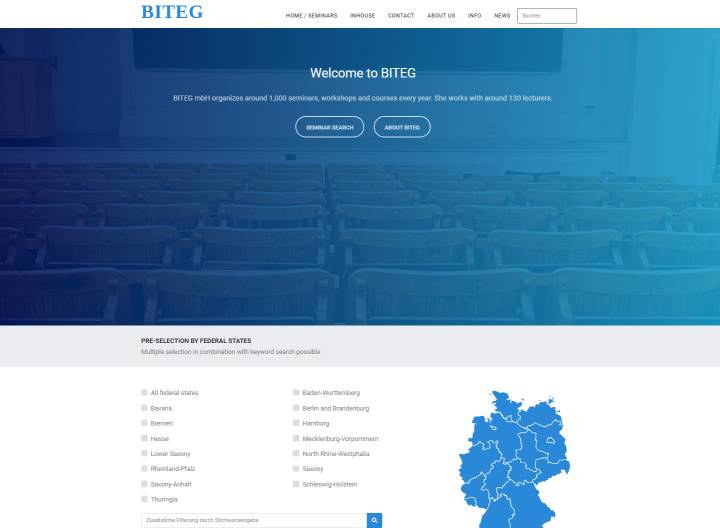 BITEG
HOME / SEMINARS INHOUSE CONTACT ABOUT US INFO NEWS Suchen
Welcome to BITEG
BITEG mbH organizes around 1,000 seminars, workshops and courses every year. She works with around 130 lecturers.
SEMINAR SEARCH ABOUT BITEG
PRE-SELECTION BY FEDERAL STATES
Multiple selection in combination with keyword search possible
All federal states Baden-Wurttemberg
Bavaria Berlin and Brandenburg
Bremen Hamburg
Hesse Mecklenburg-Vorpommern
Lower Saxony North Rhine-Westphalia
Rheinland-Pfalz Saxony
Saxony-Anhalt Schleswig-Holstein
Thuringia
Zusätzliche Filterung durch Stichworteingabe